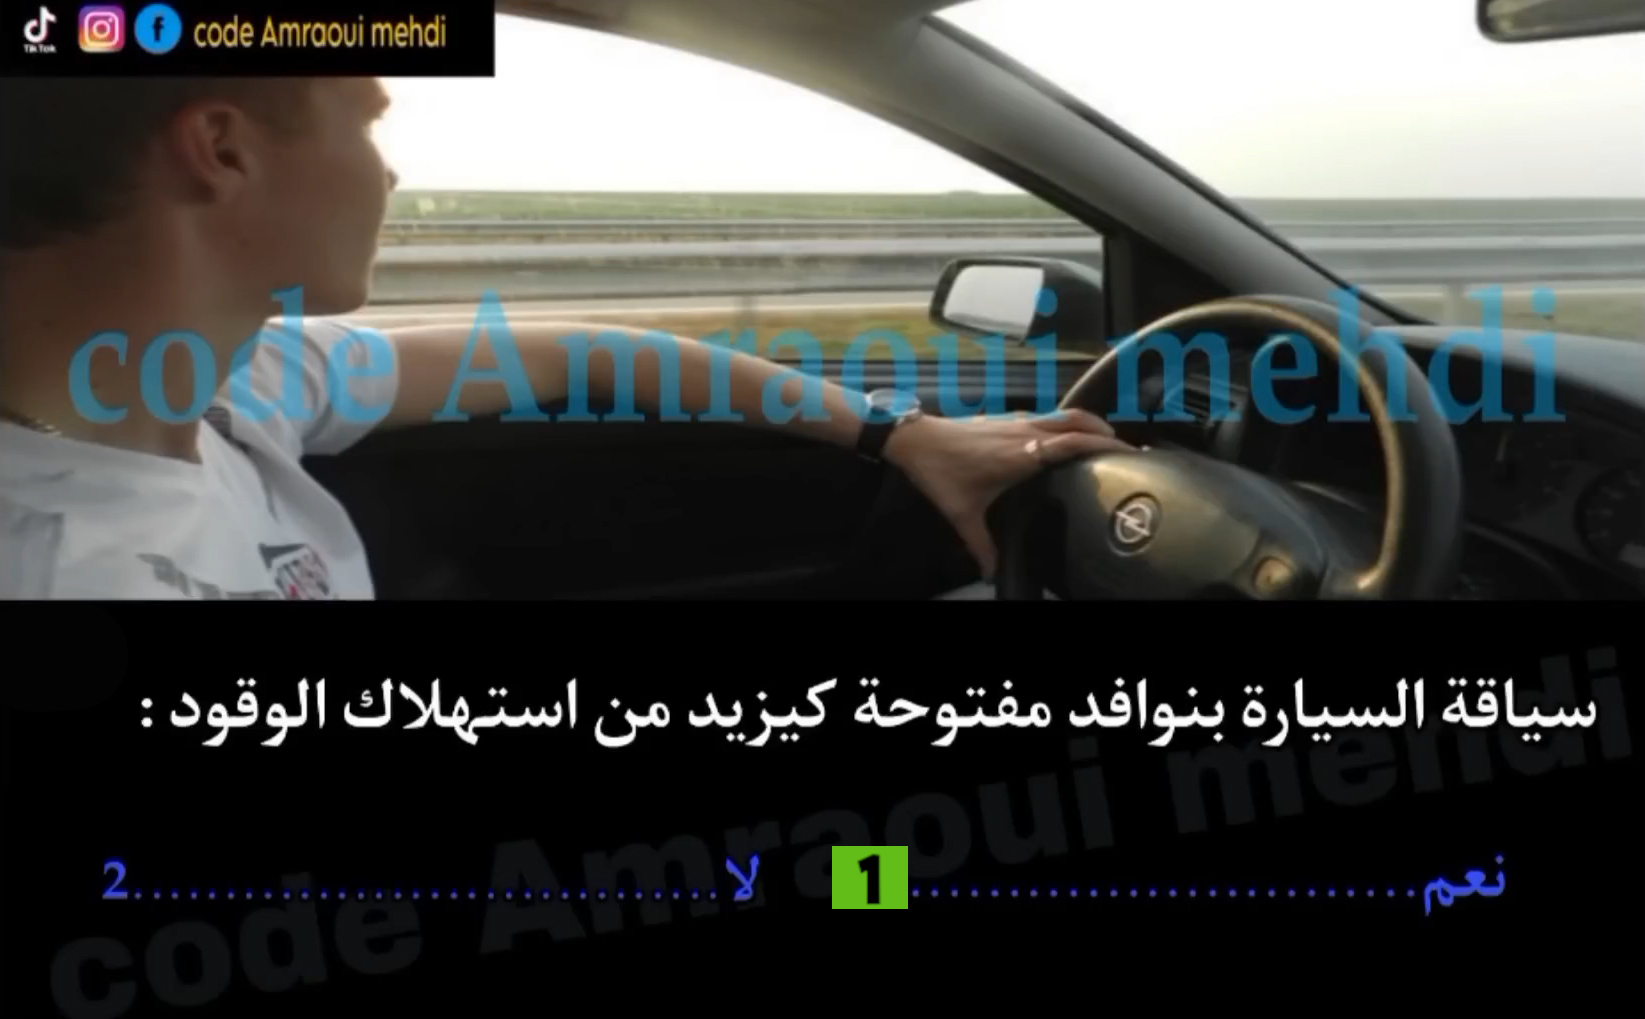 TikTok code Amraoui mehdi
code Amraoui mehdi
سياقة السيارة بنوافد مفتوحة كيزيد من استهلاك الوقود :
نعم..............................1 لا..............................2
code Amraoui mehdi